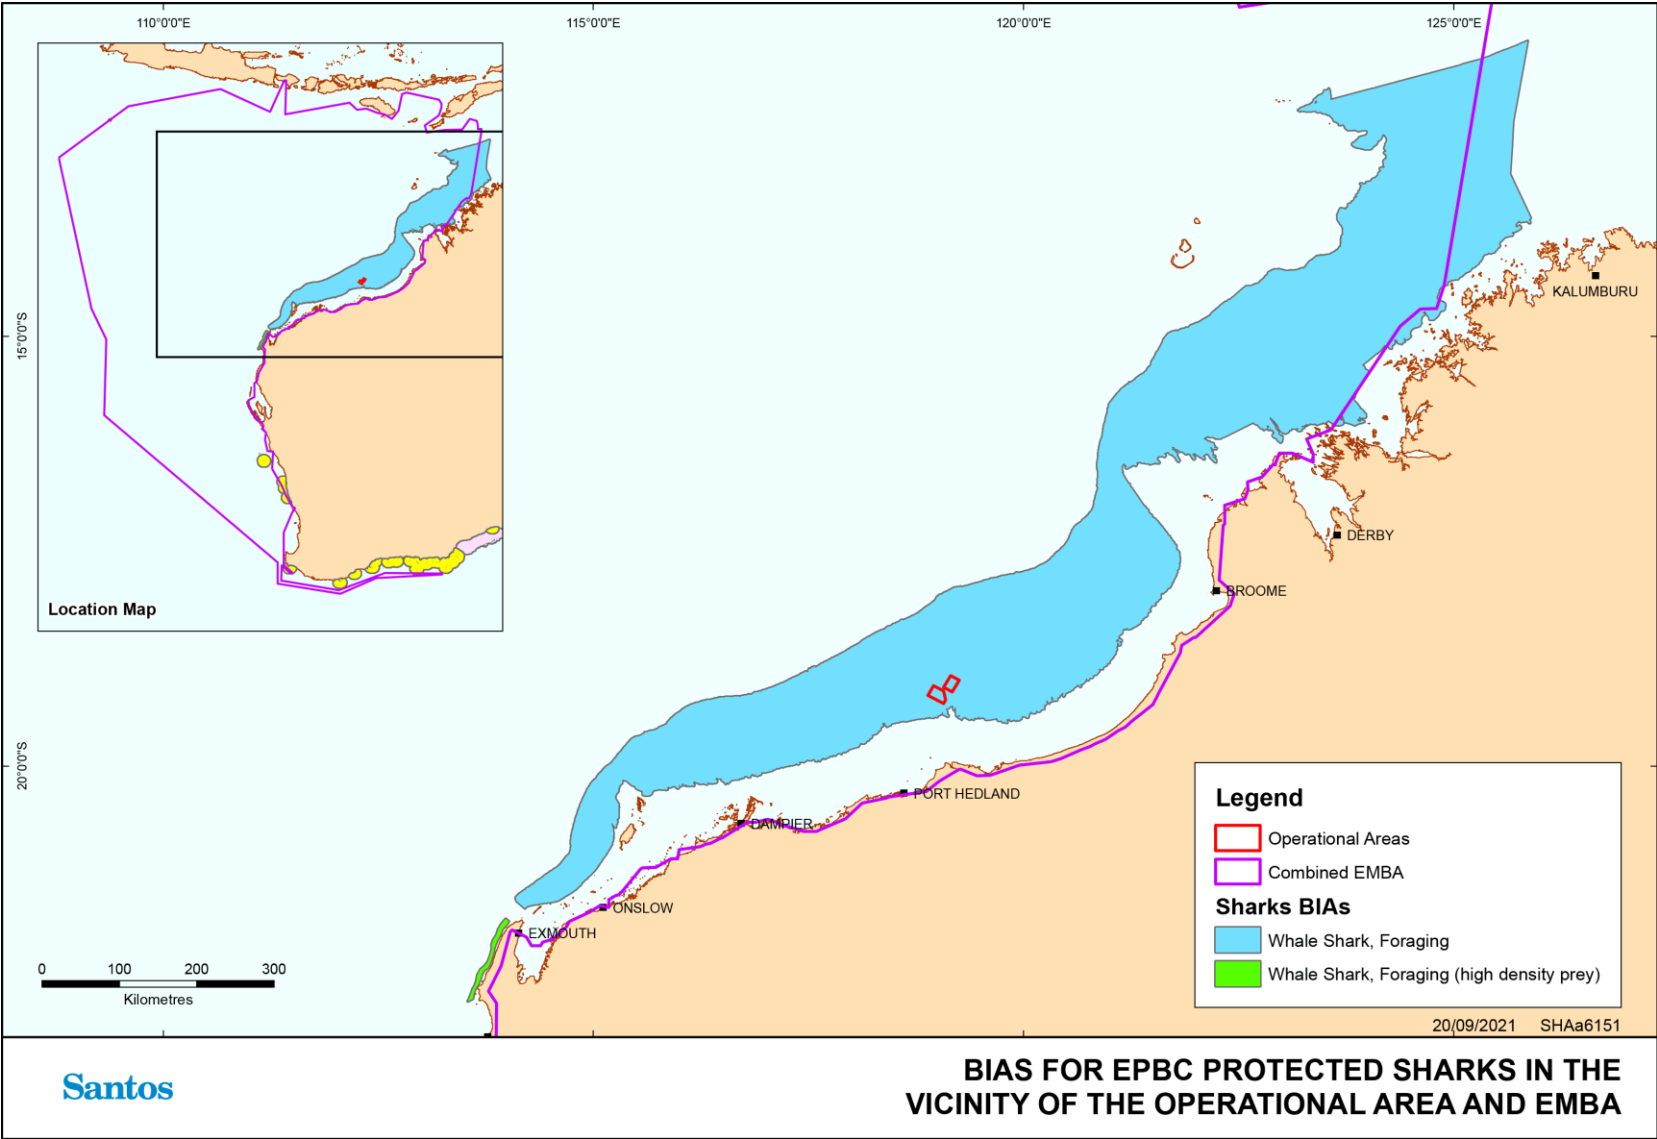 110°0'0"E
115°0'0"E
120°0'0"E
125°0'0"E
15°0'0"S
20°0'0"S
Location Map
KALUMBURU
DERBY
BROOME
PORT HEDLAND
DAMPIER
ONSLOW
EXMOUTH
0 100 200 300
Kilometres
Legend
Operational Areas
Combined EMBA
Sharks BIAs
Whale Shark, Foraging
Whale Shark, Foraging (high density prey)
20/09/2021 SHAa6151
Santos
BIAS FOR EPBC PROTECTED SHARKS IN THE
VICINITY OF THE OPERATIONAL AREA AND EMBA